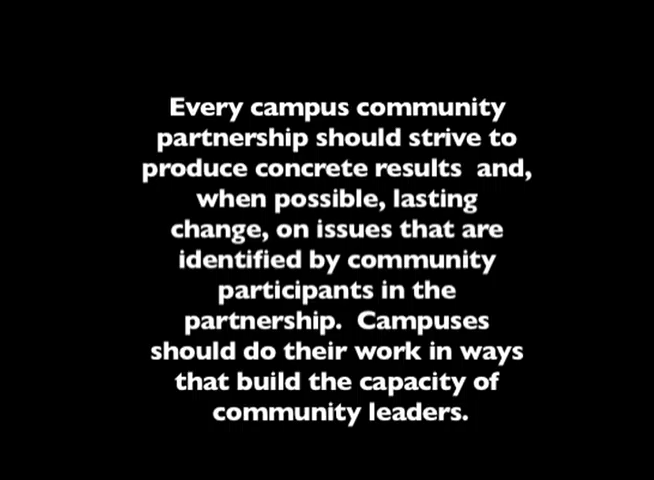 Every campus community
partnership should strive to
produce concrete results  and,
when possible, lasting
change, on issues that are
identified by community
participants in the
partnership.  Campuses
should do their work in ways
that build the capacity of
community leaders.